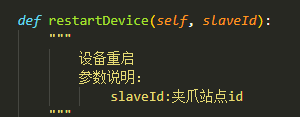 def restartDevice(self, slaveId):
"""
设备重启
参数说明：
slaveId:夹爪站点id
"""